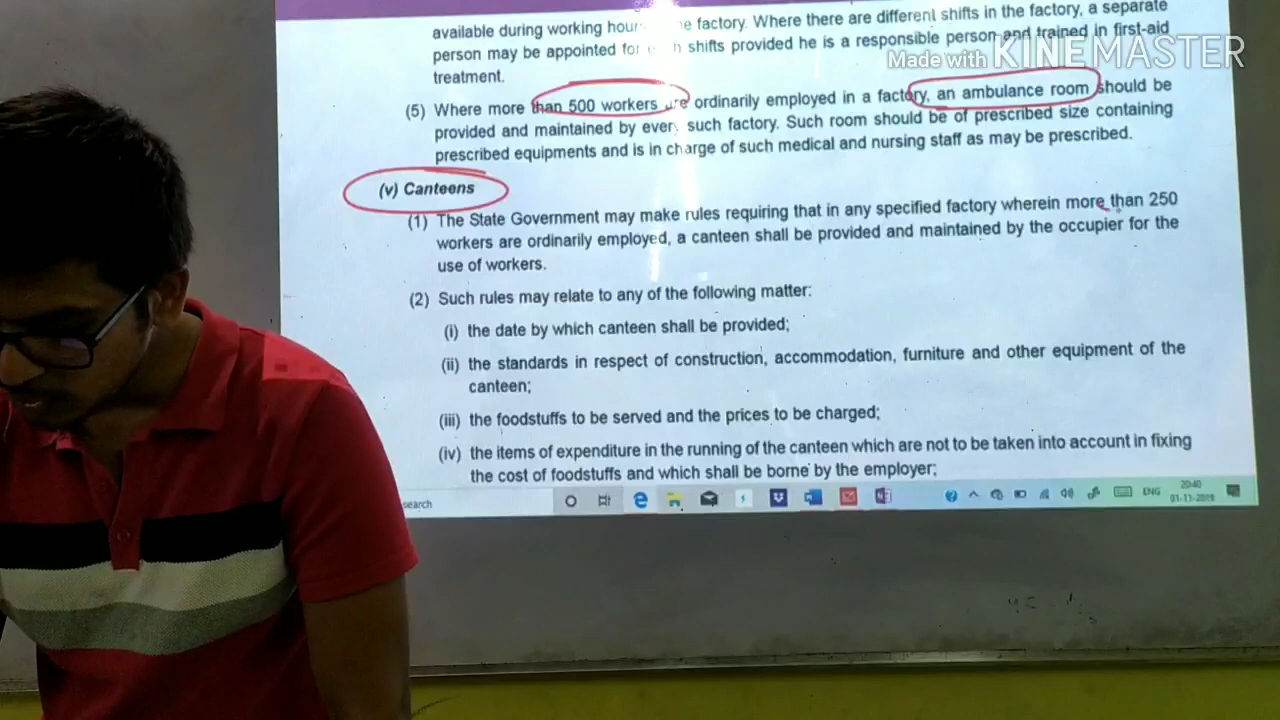 available during working hour e factory. Where there are different shifts in the factory, a separate
person may be appointed for h shifts provided he is a responsible person and trained in first-aid
treatment.
Made with KINEMASTER
(5) Where more than 500 workers are ordinarily employed in a factory, an ambulance room should be
provided and maintained by every such factory. Such room should be of prescribed size containing
prescribed equipments and is in charge of such medical and nursing staff as may be prescribed.
(v) Canteens
(1) The State Government may make rules requiring that in any specified factory wherein more than 250
workers are ordinarily employed, a canteen shall be provided and maintained by the occupier for the
use of workers.
(2) Such rules may relate to any of the following matter:
(i) the date by which canteen shall be provided;
(ii) the standards in respect of construction, accommodation, furniture and other equipment of the
canteen;
(iii) the foodstuffs to be served and the prices to be charged;
(iv) the items of expenditure in the running of the canteen which are not to be taken into account in fixing
the cost of foodstuffs and which shall be borne by the employer;
search
ENG
20:40
01-11-2019